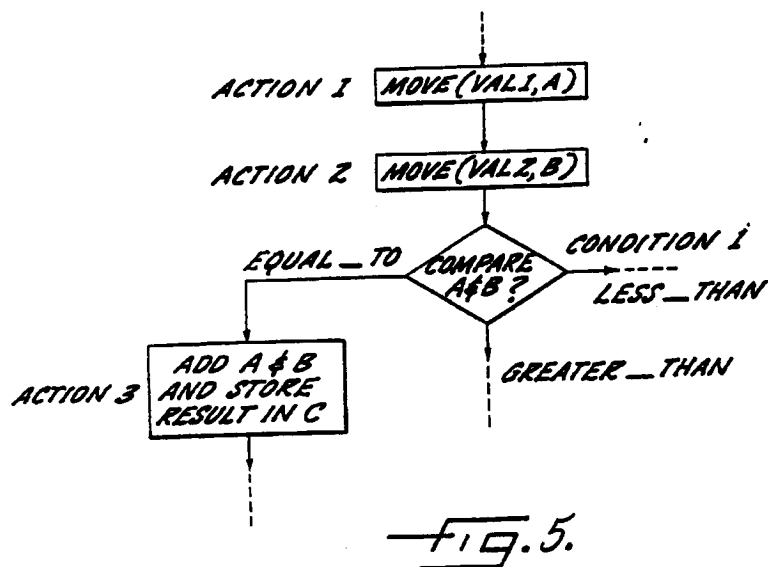 ACTION 1
MOVE(VAL1,A)
ACTION 2
MOVE(VAL2,B)
EQUAL_TO
COMPARE
A&B?
CONDITION 1
LESS_THAN
GREATER_THAN
ACTION 3
ADD A & B
AND STORE
RESULT IN C
Fig. 5.